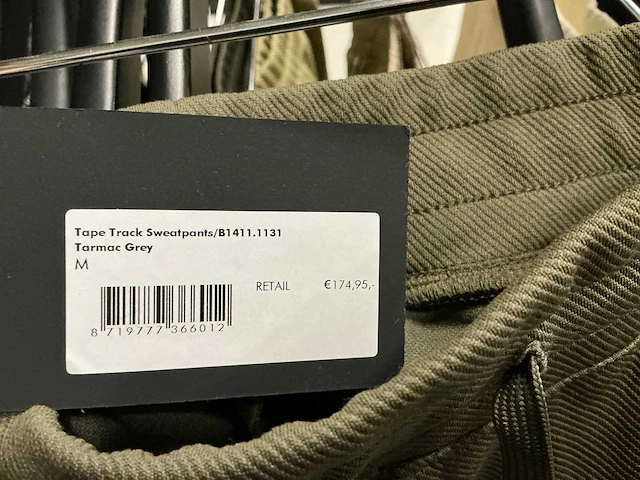 Tape Track Sweatpants/B1411.1131
Tarmac Grey
M
RETAIL €174,95,-
8 719777 366012